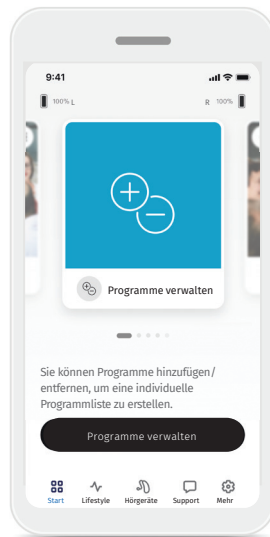 9:41
100% L R 100%
Programme verwalten
Sie können Programme hinzufügen/
entfernen, um eine individuelle
Programmliste zu erstellen.
Programme verwalten
Start Lifestyle Hörgeräte Support Mehr